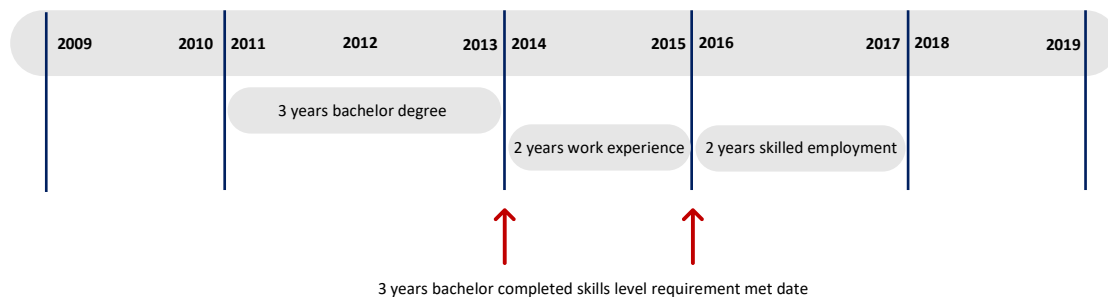 2009 2010 2011 2012 2013 2014 2015 2016 2017 2018 2019
3 years bachelor degree
2 years work experience 2 years skilled employment
3 years bachelor completed skills level requirement met date